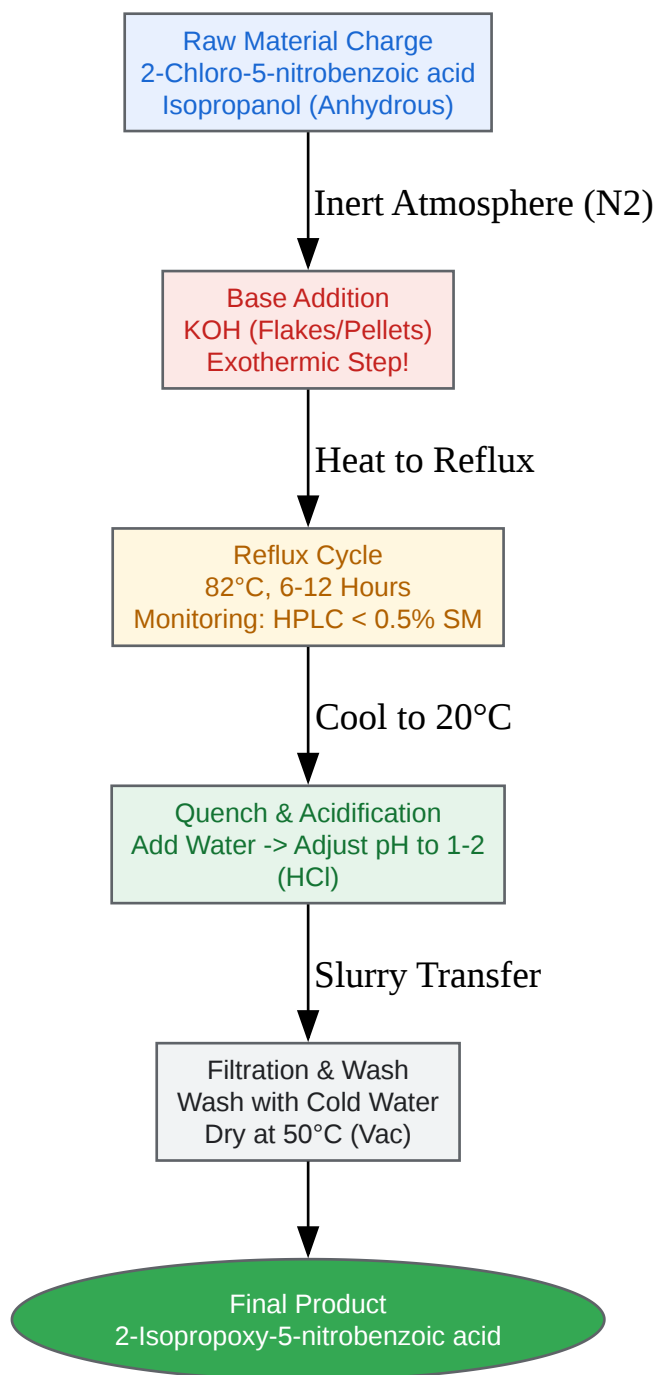 Raw Material Charge
2-Chloro-5-nitrobenzoic acid
Isopropanol (Anhydrous)
Inert Atmosphere (N2)
Base Addition
KOH (Flakes/Pellets)
Exothermic Step!
Heat to Reflux
Reflux Cycle
82°C, 6-12 Hours
Monitoring: HPLC < 0.5% SM
Cool to 20°C
Quench & Acidification
Add Water -> Adjust pH to 1-2
(HCl)
Slurry Transfer
Filtration & Wash
Wash with Cold Water
Dry at 50°C (Vac)
Final Product
2-Isopropoxy-5-nitrobenzoic acid